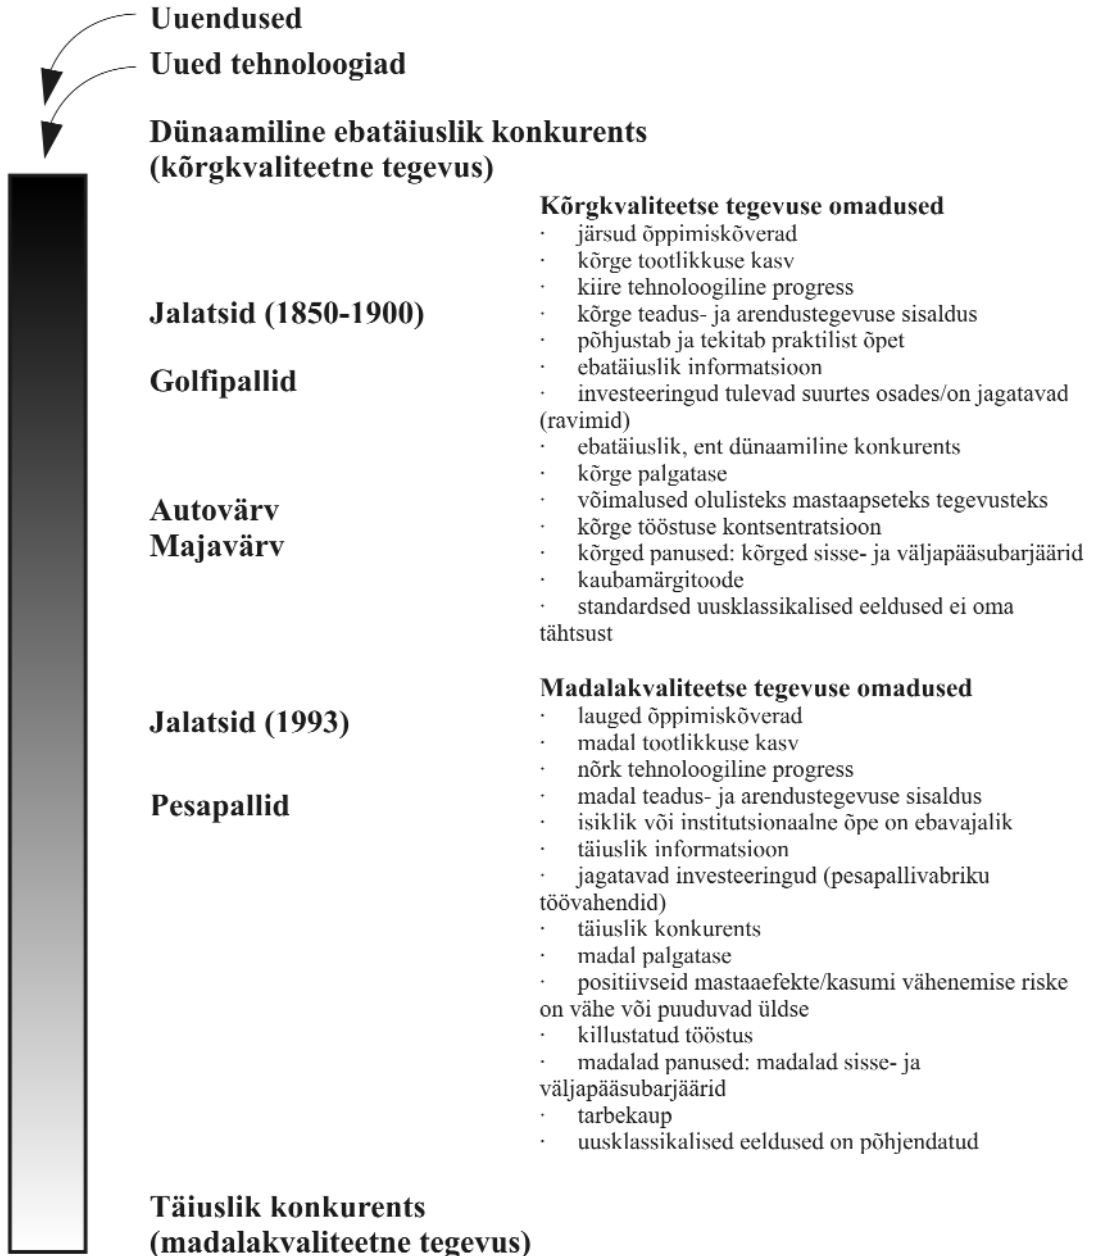 Uuendused
Uued tehnoloogiad
Dünaamiline ebatäiuslik konkurents
(kõrgkvaliteetne tegevus)
Kõrgkvaliteetse tegevuse omadused
· järsud õppimiskõverad
· kõrge tootlikkuse kasv
· kiire tehnoloogiline progress
· kõrge teadus- ja arendustegevuse sisaldus
· põhjustab ja tekitab praktilist õpet
· ebatäiuslik informatsioon
· investeeringud tulevad suurtes osades/on jagatavad
(ravimid)
· ebatäiuslik, ent dünaamiline konkurents
· kõrge palgatase
· võimalused olulisteks mastaapseteks tegevusteks
· kõrge tööstuse kontsentratsioon
· kõrged panused: kõrged sisse- ja väljapääsubarjäärid
· kaubamärgitoode
· standardsed uusklassikalised eeldused ei oma
tähtsust
Jalatsid (1850-1900)
Golfipallid
Autovärv
Majavärv
Madalakvaliteetse tegevuse omadused
· lauged õppimiskõverad
· madal tootlikkuse kasv
· nõrk tehnoloogiline progress
· madal teadus- ja arendustegevuse sisaldus
· isiklik või institutsionaalne õpe on ebavajalik
· täiuslik informatsioon
· jagatavad investeeringud (pesapallivabriku
töövahendid)
· täiuslik konkurents
· madal palgatase
· positiivseid mastaaefekte/kasumi vähenemise riske
on vähe või puuduvad üldse
· killustatud tööstus
· madalad panused: madalad sisse- ja
väljapääsubarjäärid
· tarbekaup
· uusklassikalised eeldused on põhjendatud
Jalatsid (1993)
Pesapallid
Täiuslik konkurents
(madalakvaliteetne tegevus)